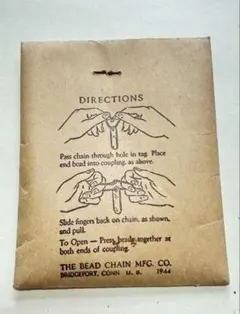 DIRECTIONS
Pass chain through hole in tag. Place
end bead into coupling, as above.
Slide fingers back on chain, as shown,
and pull.
To Open — Press beads together at
both ends of coupling.
THE BEAD CHAIN MFG. CO.
BRIDGEPORT, CONN U. S. 1944